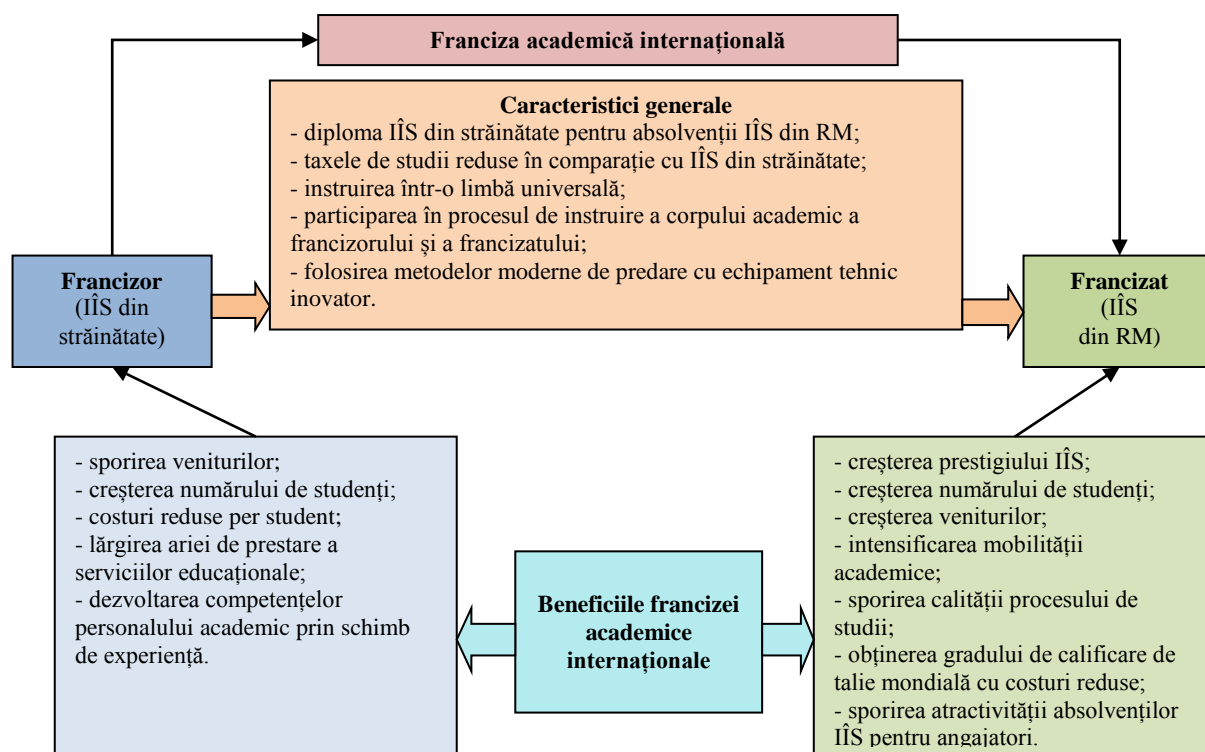 Franciza academică internațională
Caracteristici generale
- diploma IÎS din străinătate pentru absolvenții IÎS din RM;
- taxele de studii reduse în comparație cu IÎS din străinătate;
- instruirea într-o limbă universală;
- participarea în procesul de instruire a corpului academic a
francizorului și a francizatului;
- folosirea metodelor moderne de predare cu echipament tehnic
inovator.
Francizor
(IÎS din
străinătate)
Francizat
(IÎS
din RM)
- sporirea veniturilor;
- creșterea numărului de studenți;
- costuri reduse per student;
- lărgirea ariei de prestare a
serviciilor educaționale;
- dezvoltarea competențelor
personalului academic prin schimb
de experiență.
Beneficiile francizei
academice
internaționale
- creșterea prestigiului IÎS;
- creșterea numărului de studenți;
- creșterea veniturilor;
- intensificarea mobilității
academice;
- sporirea calității procesului de
studii;
- obținerea gradului de calificare de
talie mondială cu costuri reduse;
- sporirea atractivității absolvenților
IÎS pentru angajatori.